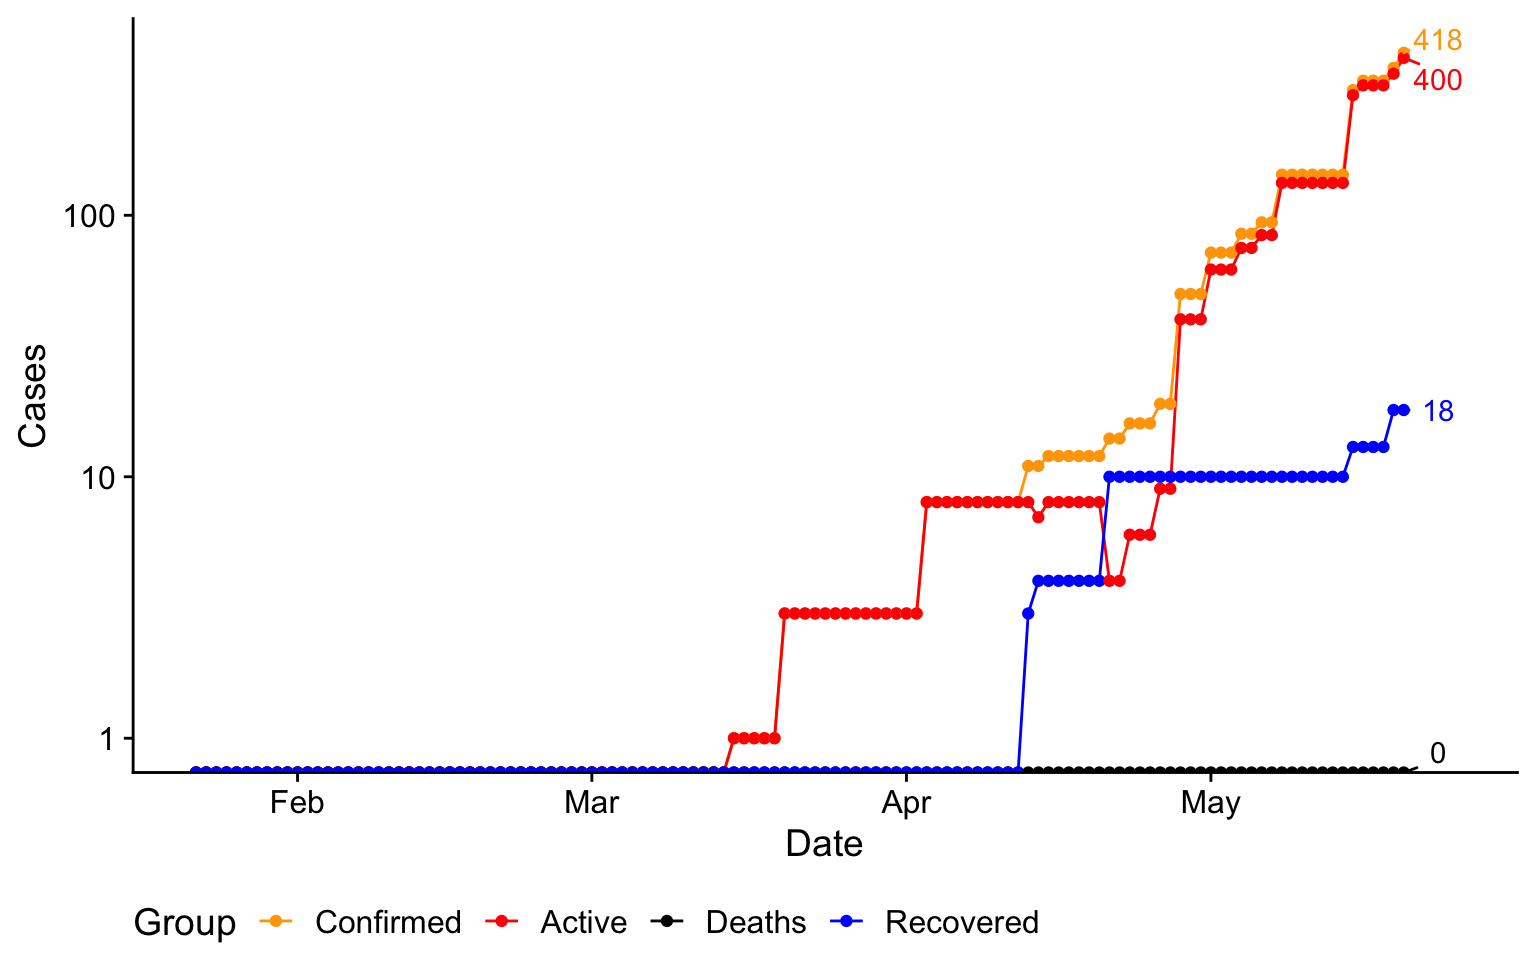 418
400
100
Cases
18
10
1
0
Feb Mar Apr May
Date
Group Confirmed Active Deaths Recovered